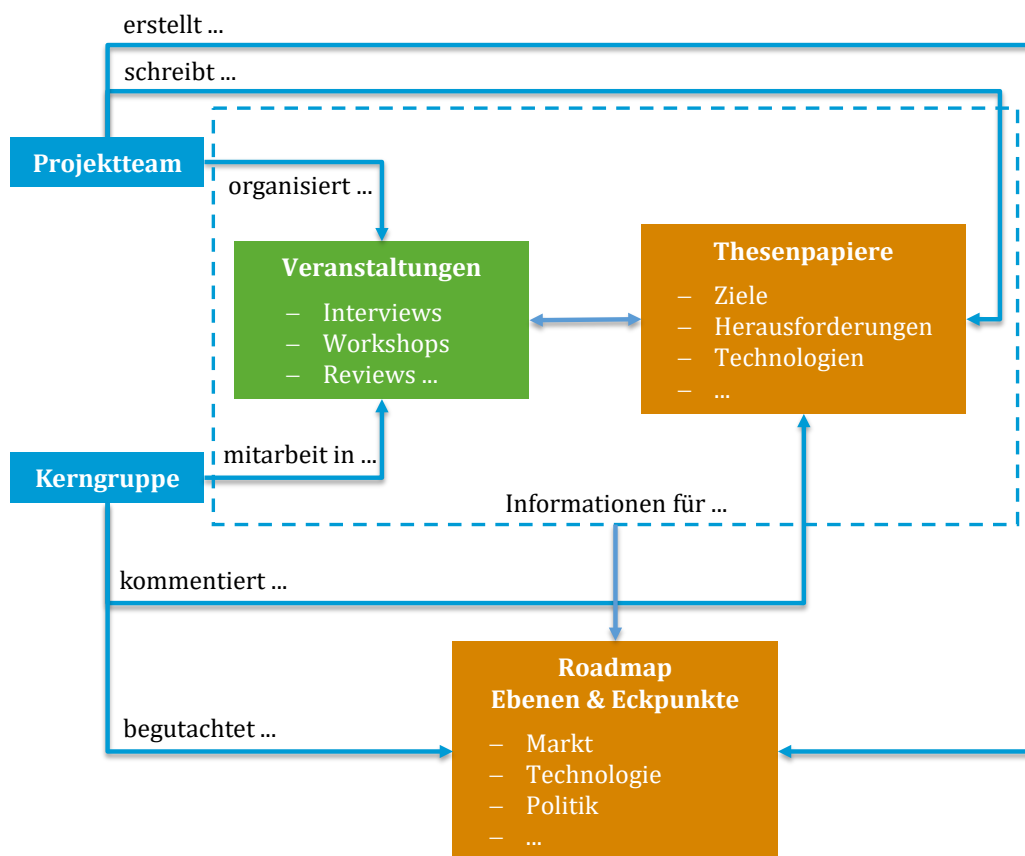 erstellt ...
schreibt ...
Projektteam
organisiert ...
Veranstaltungen
– Interviews
– Workshops
– Reviews ...
Thesenpapiere
– Ziele
– Herausforderungen
– Technologien
– ...
mitarbeit in ...
Kerngruppe
Informationen für ...
kommentiert ...
Roadmap
Ebenen & Eckpunkte
– Markt
– Technologie
– Politik
– ...
begutachtet ...